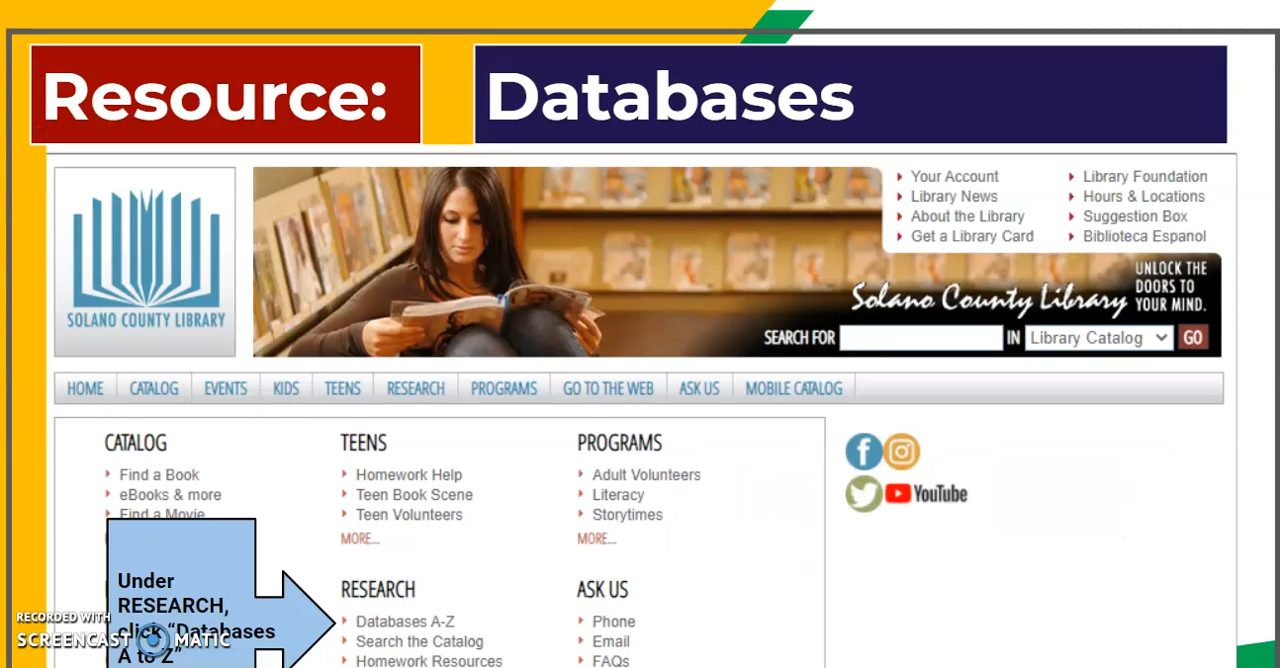 Resource:
Databases
SOLANO COUNTY LIBRARY
Your Account
Library News
About the Library
Get a Library Card
Library Foundation
Hours & Locations
Suggestion Box
Biblioteca Espanol
UNLOCK THE
DOORS TO
YOUR MIND.
Solano County Library
SEARCH FOR
IN
Library Catalog
GO
HOME
CATALOG
EVENTS
KIDS
TEENS
RESEARCH
PROGRAMS
GO TO THE WEB
ASK US
MOBILE CATALOG
CATALOG
Find a Book
eBooks & more
Find a Movie
TEENS
Homework Help
Teen Book Scene
Teen Volunteers
MORE...
PROGRAMS
Adult Volunteers
Literacy
Storytimes
MORE...
YouTube
Under
RESEARCH,
click "Databases
A to Z"
RESEARCH
Databases A-Z
Search the Catalog
Homework Resources
ASK US
Phone
Email
FAQs
RECORDED WITH
SCREENCAST MATIC